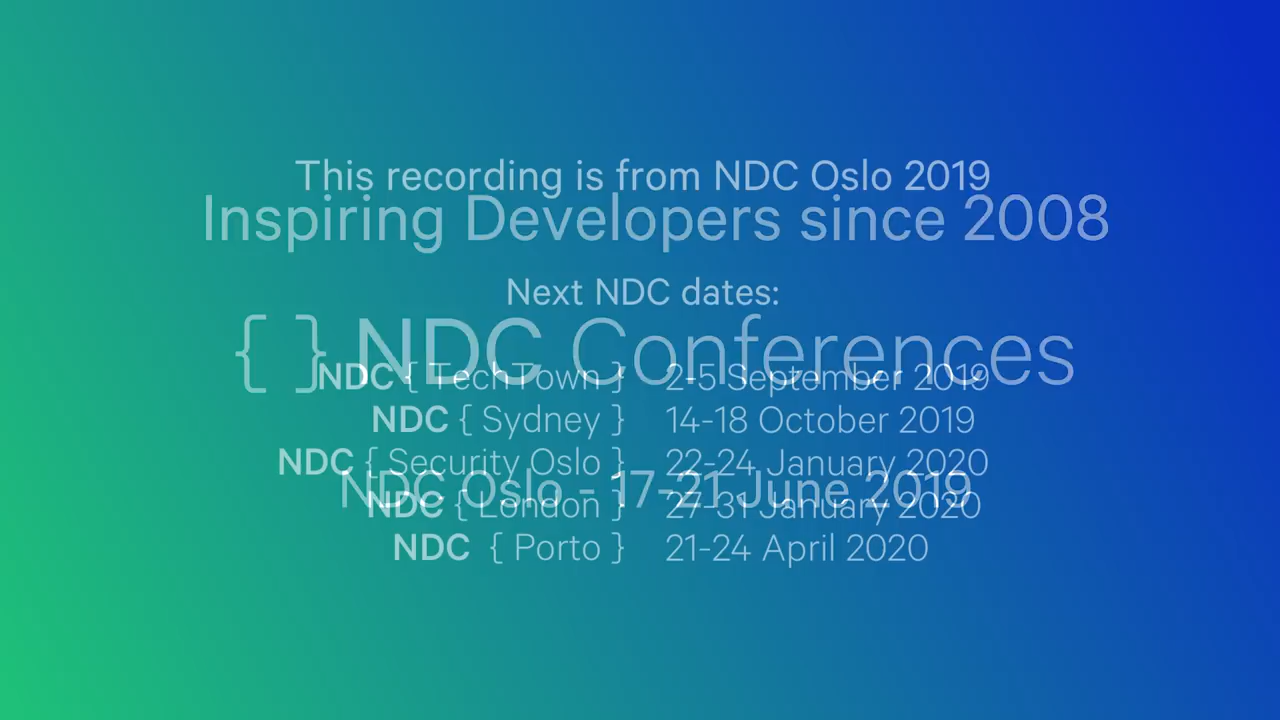 This recording is from NDC Oslo 2019
Inspiring Developers since 2008
Next NDC dates:
{ } NDC Conferences
NDC { TechTown } 2-5 September 2019
NDC { Sydney } 14-18 October 2019
NDC { Security Oslo } 22-24 January 2020
NDC Oslo - 17-21 June 2019
NDC { London } 27-31 January 2020
NDC { Porto } 21-24 April 2020